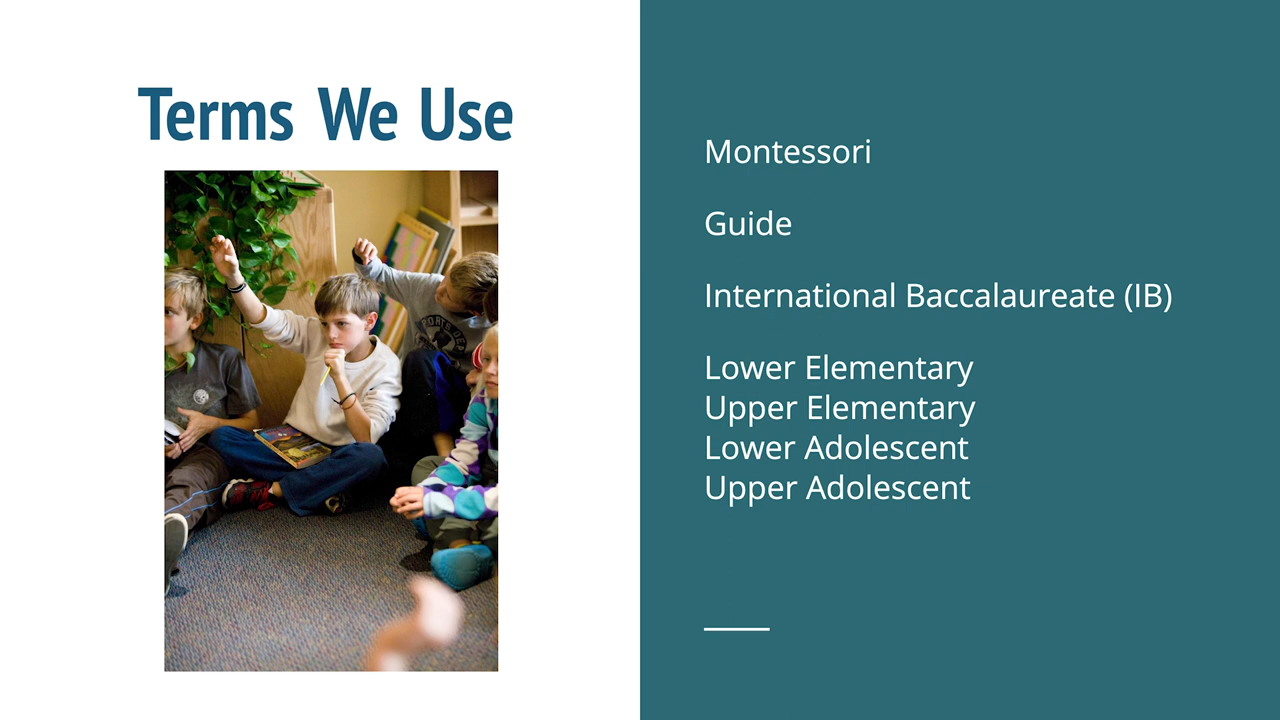 Terms We Use
Montessori
Guide
International Baccalaureate (IB)
Lower Elementary
Upper Elementary
Lower Adolescent
Upper Adolescent